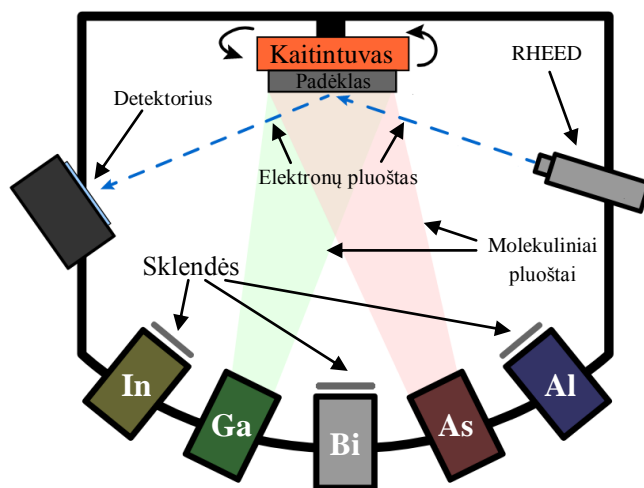 Kaitintuvas
Padėklas
RHEED
Detektorius
Elektronų pluoštas
Molekuliniai
pluoštai
Sklendės
In
Ga
Bi
As
Al